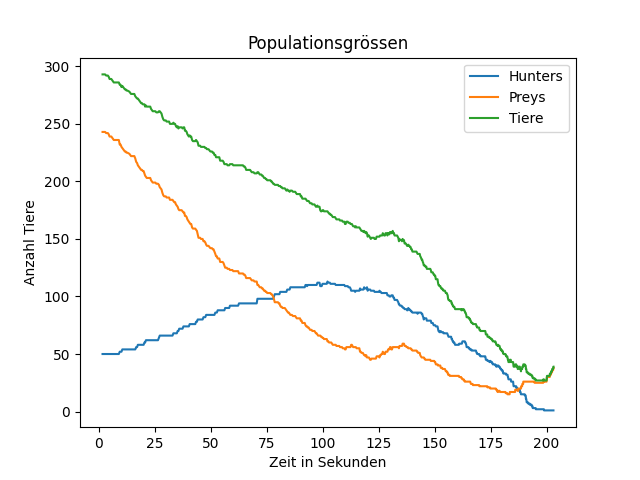 Populationsgrössen
Hunters
Preys
Tiere
Anzahl Tiere
300
250
200
150
100
50
0
0 25 50 75 100 125 150 175 200
Zeit in Sekunden